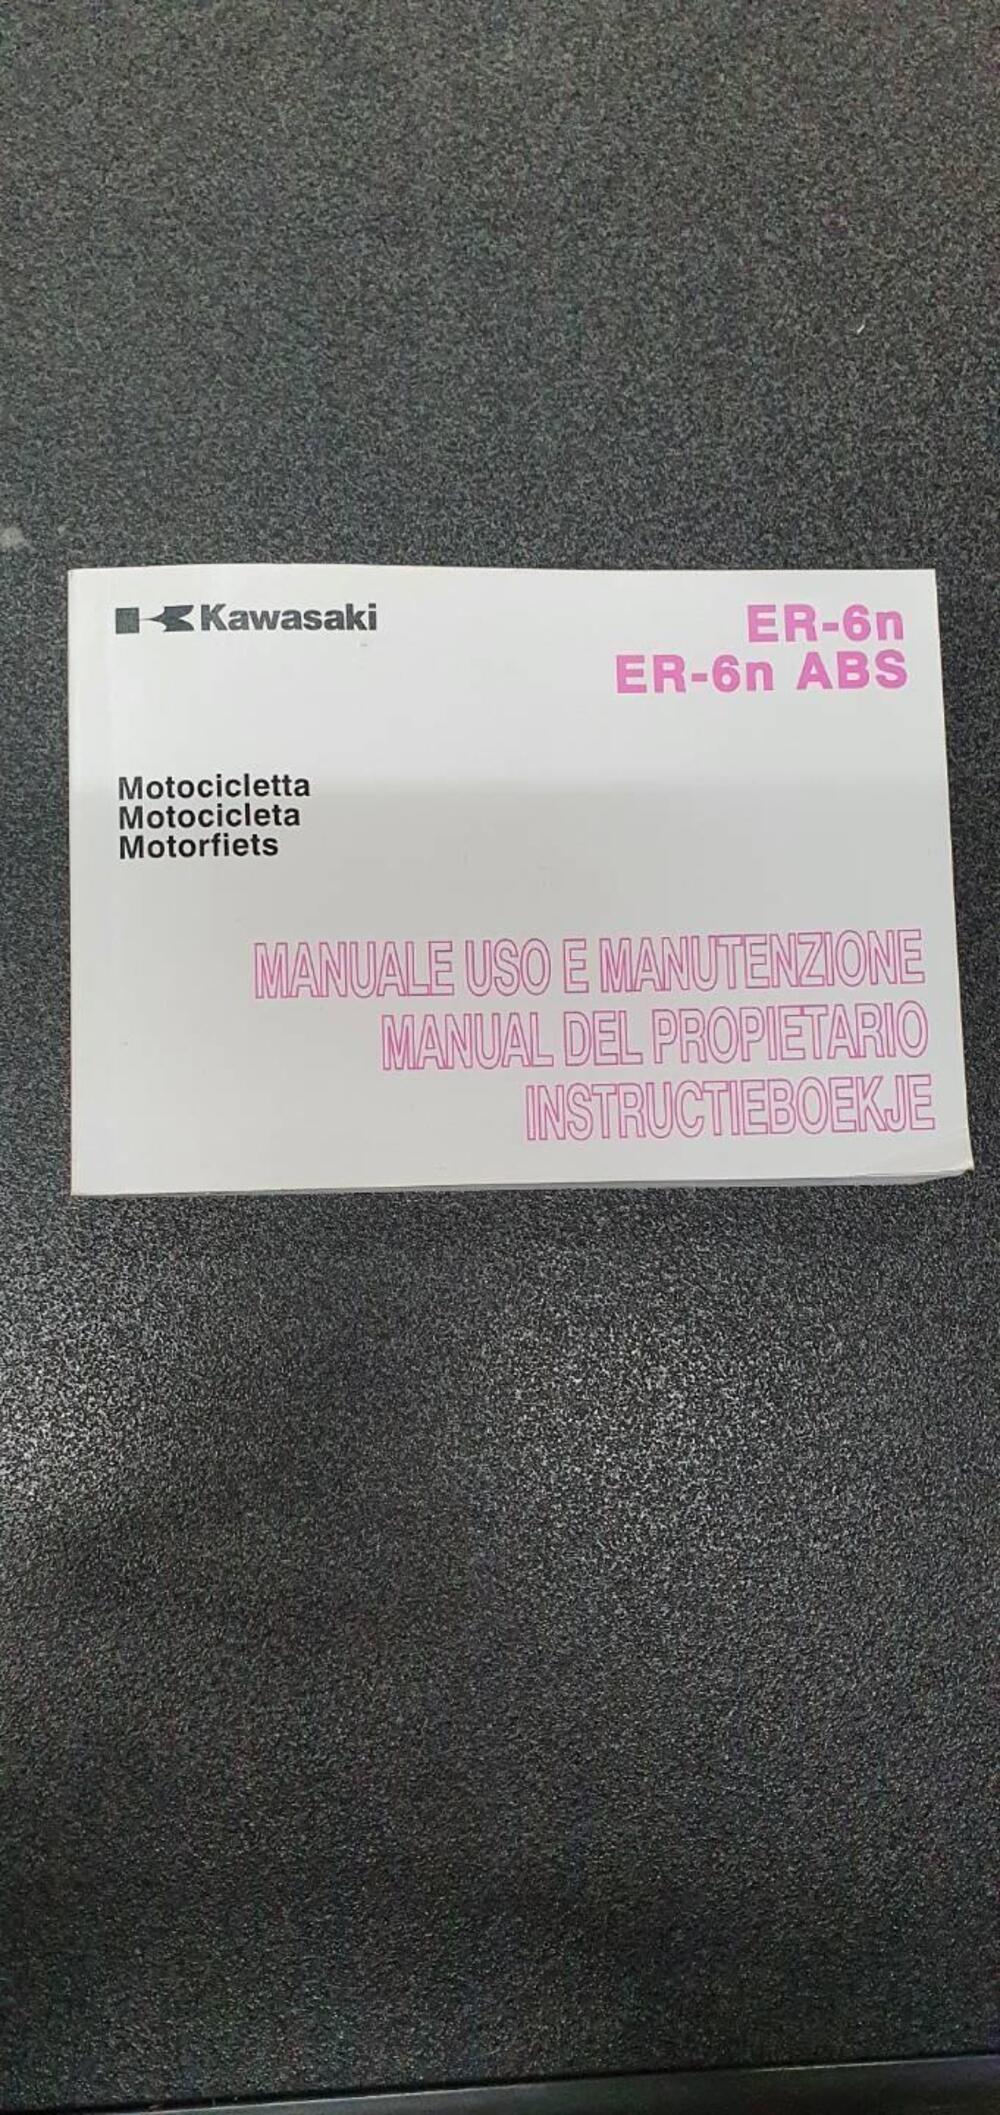 Kawasaki
ER-6n
ER-6n ABS
Motocicletta
Motocicleta
Motorfiets
MANUALE USO E MANUTENZIONE
MANUAL DEL PROPIETARIO
INSTRUCTIEBOEKJE